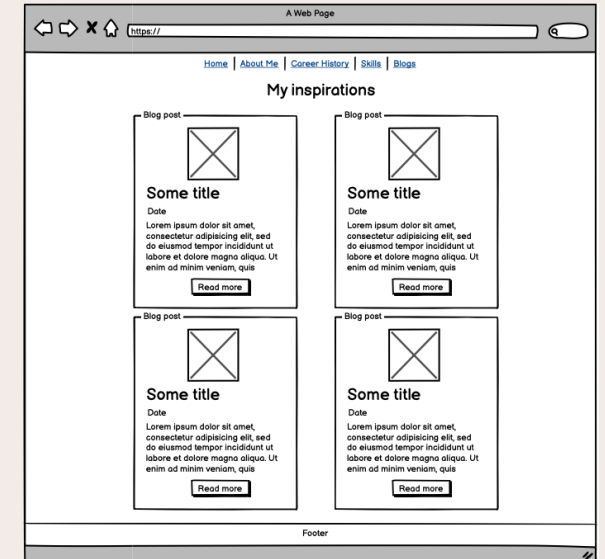 A Web Page
https://
Home | About Me | Career History | Skills | Blogs
My inspirations
Blog post
Some title
Date
Lorem ipsum dolor sit amet,
consectetur adipisicing elit, sed
do eiusmod tempor incididunt ut
labore et dolore magna aliqua. Ut
enim ad minim veniam, quis
Read more
Blog post
Some title
Date
Lorem ipsum dolor sit amet,
consectetur adipisicing elit, sed
do eiusmod tempor incididunt ut
labore et dolore magna aliqua. Ut
enim ad minim veniam, quis
Read more
Blog post
Some title
Date
Lorem ipsum dolor sit amet,
consectetur adipisicing elit, sed
do eiusmod tempor incididunt ut
labore et dolore magna aliqua. Ut
enim ad minim veniam, quis
Read more
Blog post
Some title
Date
Lorem ipsum dolor sit amet,
consectetur adipisicing elit, sed
do eiusmod tempor incididunt ut
labore et dolore magna aliqua. Ut
enim ad minim veniam, quis
Read more
Footer